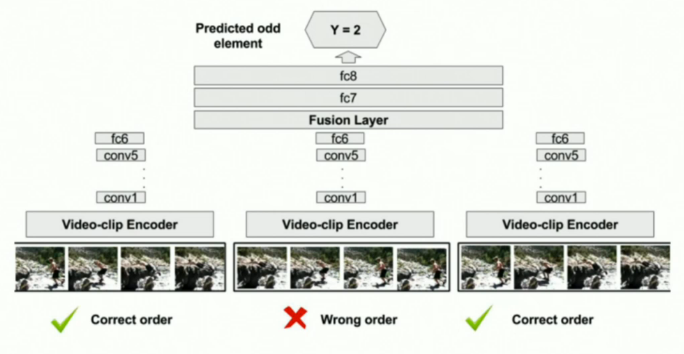 Predicted odd
element
Y = 2
fc8
fc7
Fusion Layer
fc6 fc6 fc6
conv5 conv5 conv5
conv1 conv1 conv1
Video-clip Encoder Video-clip Encoder Video-clip Encoder
Correct order Wrong order Correct order